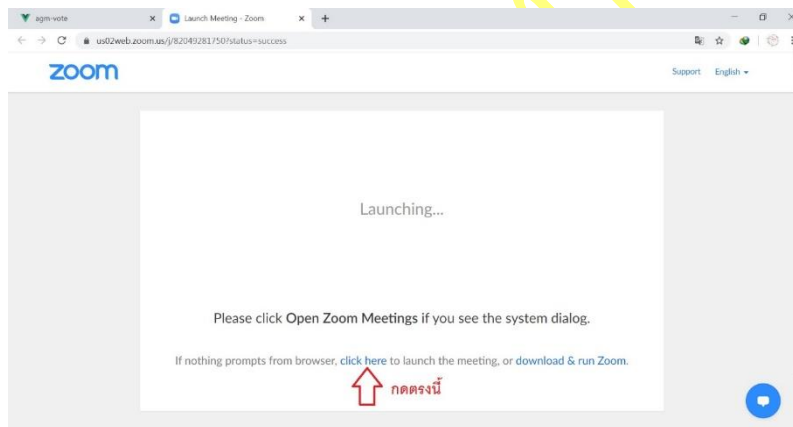 agm-vote
Launch Meeting - Zoom
us02web.zoom.us/j/82049281750?status=success
zoom
Support English
Launching...
Please click Open Zoom Meetings if you see the system dialog.
If nothing prompts from browser, click here to launch the meeting, or download & run Zoom.
กดตรงนี้